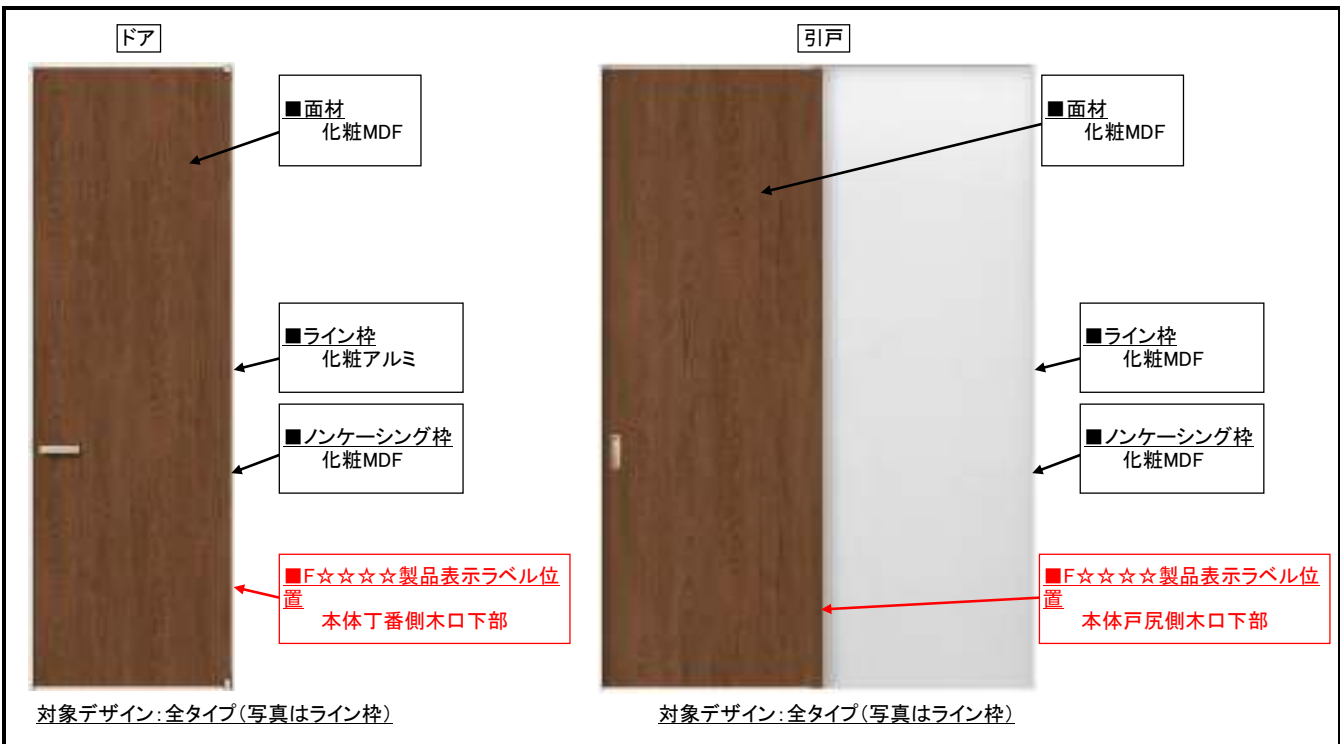 ドア
■面材
化粧MDF
■ライン枠
化粧アルミ
■ノンケーシング枠
化粧MDF
■F☆☆☆☆製品表示ラベル位
置
本体丁番側木口下部
対象デザイン:全タイプ(写真はライン枠)
引戸
■面材
化粧MDF
■ライン枠
化粧MDF
■ノンケーシング枠
化粧MDF
■F☆☆☆☆製品表示ラベル位
置
本体戸尻側木口下部
対象デザイン:全タイプ(写真はライン枠)